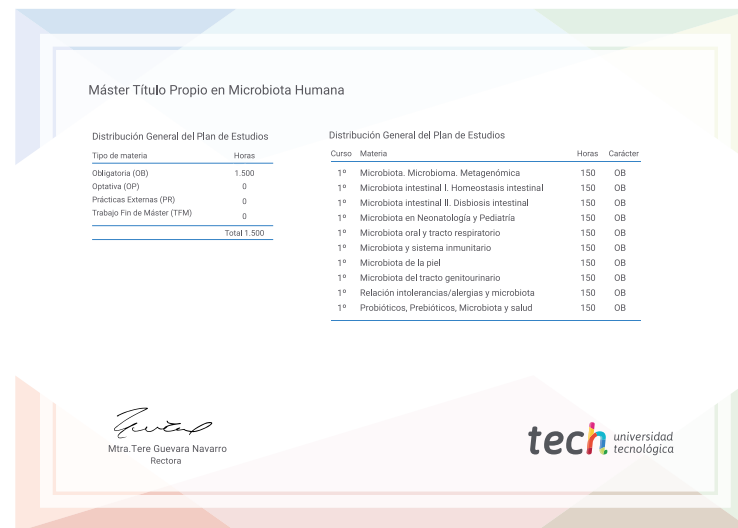 Máster Título Propio en Microbiota Humana
Distribución General del Plan de Estudios
Tipo de materia Horas
Obligatoria (OB) 1.500
Optativa (OP) 0
Prácticas Externas (PR) 0
Trabajo Fin de Máster (TFM) 0
Total 1.500
Distribución General del Plan de Estudios
Curso Materia Horas Carácter
1º Microbiota. Microbioma. Metagenómica 150 OB
1º Microbiota intestinal I. Homeostasis intestinal 150 OB
1º Microbiota intestinal II. Disbiosis intestinal 150 OB
1º Microbiota en Neonatología y Pediatría 150 OB
1º Microbiota oral y tracto respiratorio 150 OB
1º Microbiota y sistema inmunitario 150 OB
1º Microbiota de la piel 150 OB
1º Microbiota del tracto genitourinario 150 OB
1º Relación intolerancias/alergias y microbiota 150 OB
1º Probióticos, Prebióticos, Microbiota y salud 150 OB
Mtra.Tere Guevara Navarro
Rectora
tech universidad
tecnológica